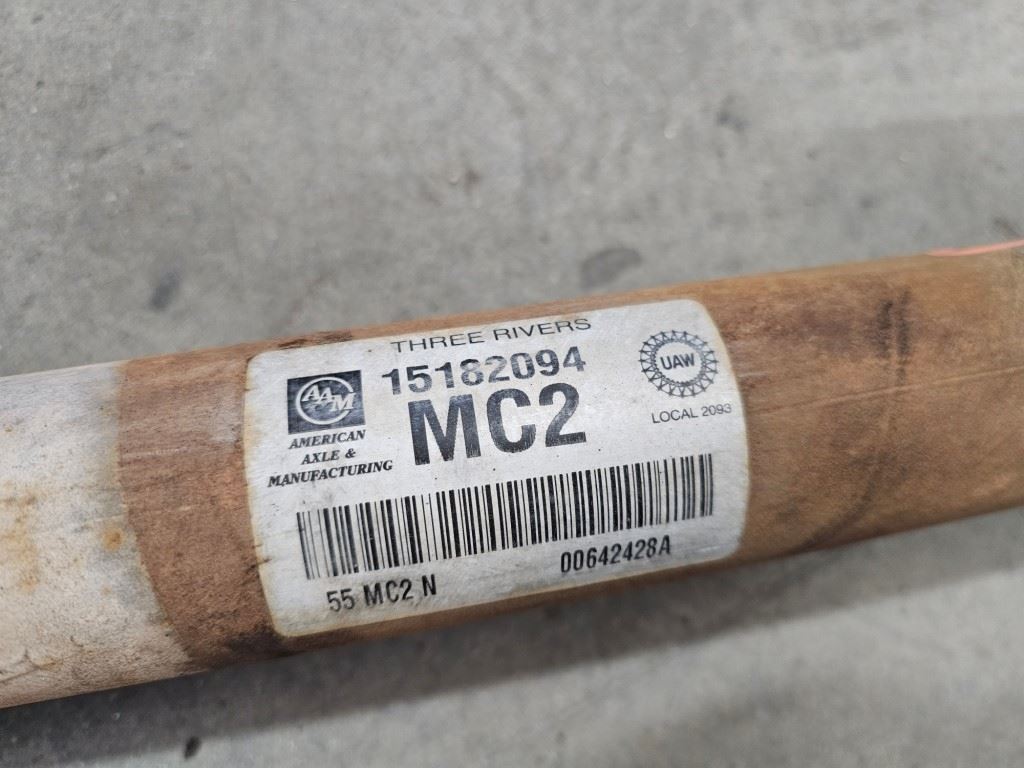 THREE RIVERS
15182094
MC2
AAM
AMERICAN
AXLE &
MANUFACTURING
UAW
LOCAL 2093
55 MC2 N
00642428A